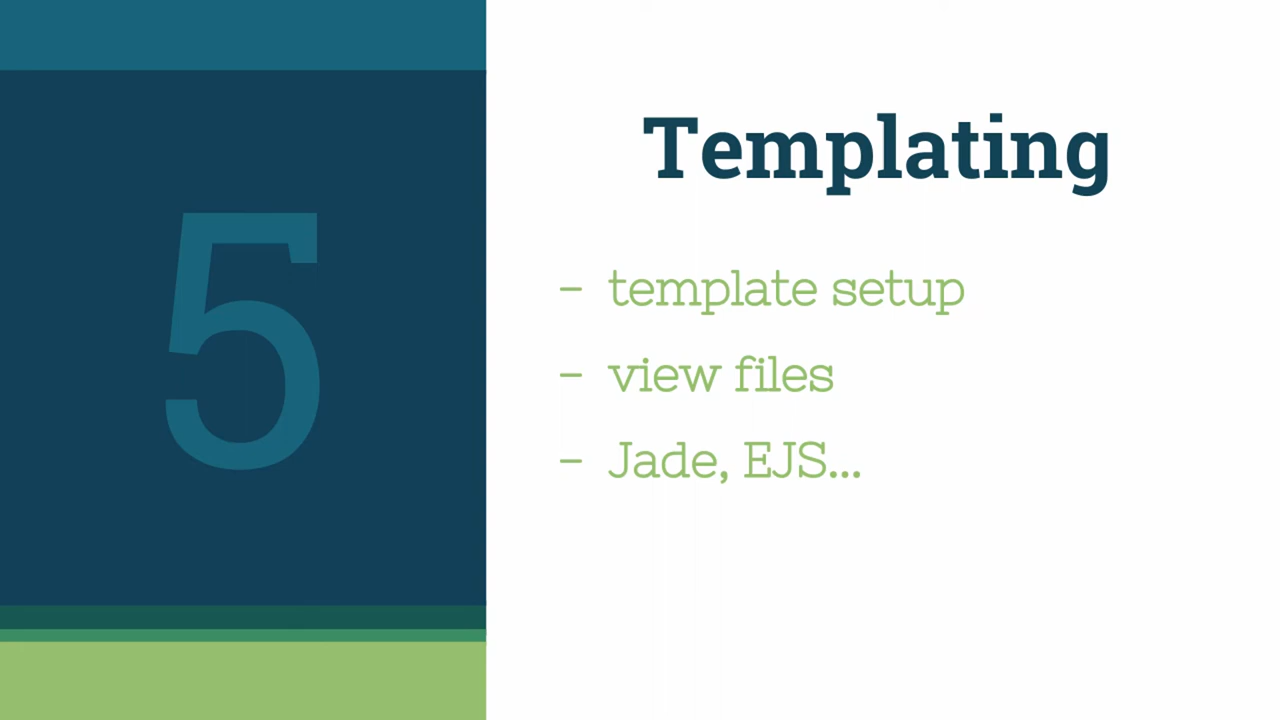 5
Templating
- template setup
- view files
- Jade, EJS...